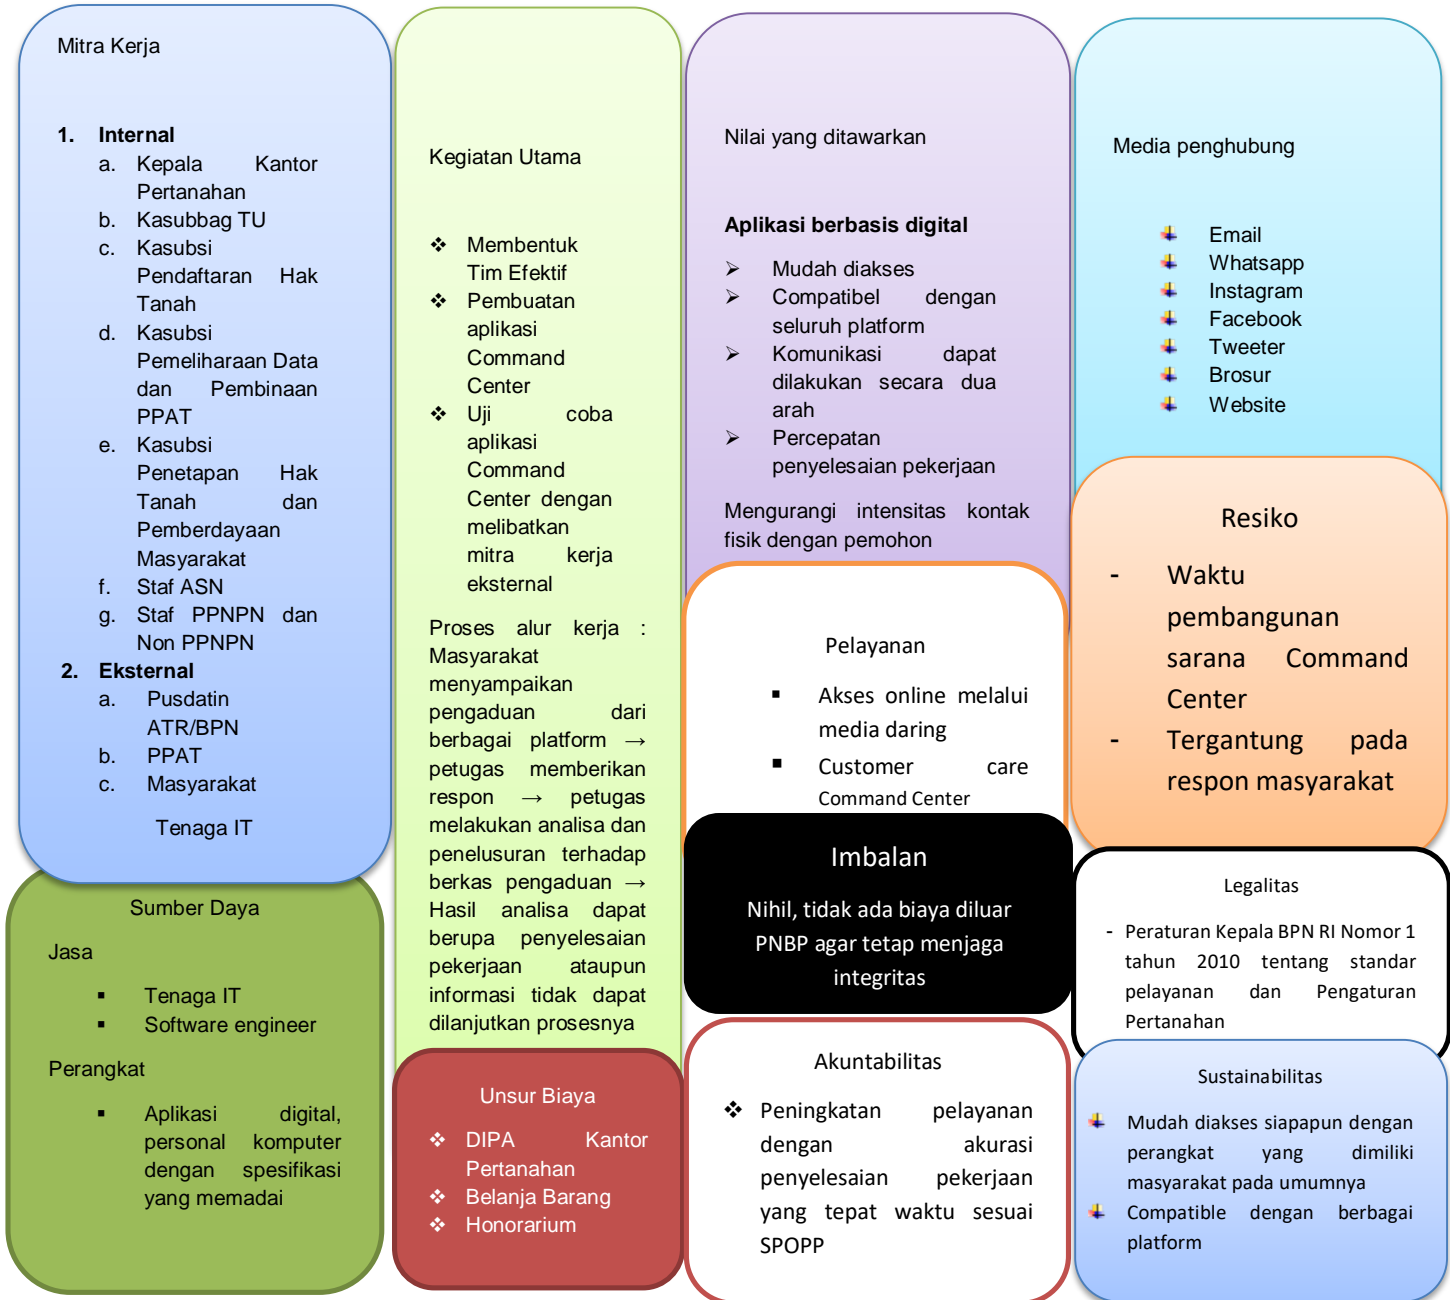 Mitra Kerja
1. Internal
a. Kepala Kantor
Pertanahan
b. Kasubbag TU
c. Kasubsi
Pendaftaran Hak
Tanah
d. Kasubsi
Pemeliharaan Data
dan Pembinaan
PPAT
e. Kasubsi
Penetapan Hak
Tanah dan
Pemberdayaan
Masyarakat
f. Staf ASN
g. Staf PPNPN dan
Non PPNPN
2. Eksternal
a. Pusdatin
ATR/BPN
b. PPAT
c. Masyarakat
Tenaga IT
Sumber Daya
Jasa
▪ Tenaga IT
▪ Software engineer
Perangkat
▪ Aplikasi digital,
personal komputer
dengan spesifikasi
yang memadai
Kegiatan Utama
❖ Membentuk
Tim Efektif
❖ Pembuatan
aplikasi
Command
Center
❖ Uji coba
aplikasi
Command
Center dengan
melibatkan
mitra kerja
eksternal
Proses alur kerja :
Masyarakat
menyampaikan
pengaduan dari
berbagai platform →
petugas memberikan
respon → petugas
melakukan analisa dan
penelusuran terhadap
berkas pengaduan →
Hasil analisa dapat
berupa penyelesaian
pekerjaan ataupun
informasi tidak dapat
dilanjutkan prosesnya
Unsur Biaya
❖ DIPA Kantor
Pertanahan
❖ Belanja Barang
❖ Honorarium
Nilai yang ditawarkan
Aplikasi berbasis digital
➢ Mudah diakses
➢ Compatibel dengan
seluruh platform
➢ Komunikasi dapat
dilakukan secara dua
arah
➢ Percepatan
penyelesaian pekerjaan
Mengurangi intensitas kontak
fisik dengan pemohon
Pelayanan
▪ Akses online melalui
media daring
▪ Customer care
Command Center
Imbalan
Nihil, tidak ada biaya diluar
PNBP agar tetap menjaga
integritas
Akuntabilitas
❖ Peningkatan pelayanan
dengan akurasi
penyelesaian pekerjaan
yang tepat waktu sesuai
SPOPP
Media penghubung
Email
Whatsapp
Instagram
Facebook
Tweeter
Brosur
Website
Resiko
- Waktu
pembangunan
sarana Command
Center
- Tergantung pada
respon masyarakat
Legalitas
- Peraturan Kepala BPN RI Nomor 1
tahun 2010 tentang standar
pelayanan dan Pengaturan
Pertanahan
Sustainabilitas
Mudah diakses siapapun dengan
perangkat yang dimiliki
masyarakat pada umumnya
Compatible dengan berbagai
platform